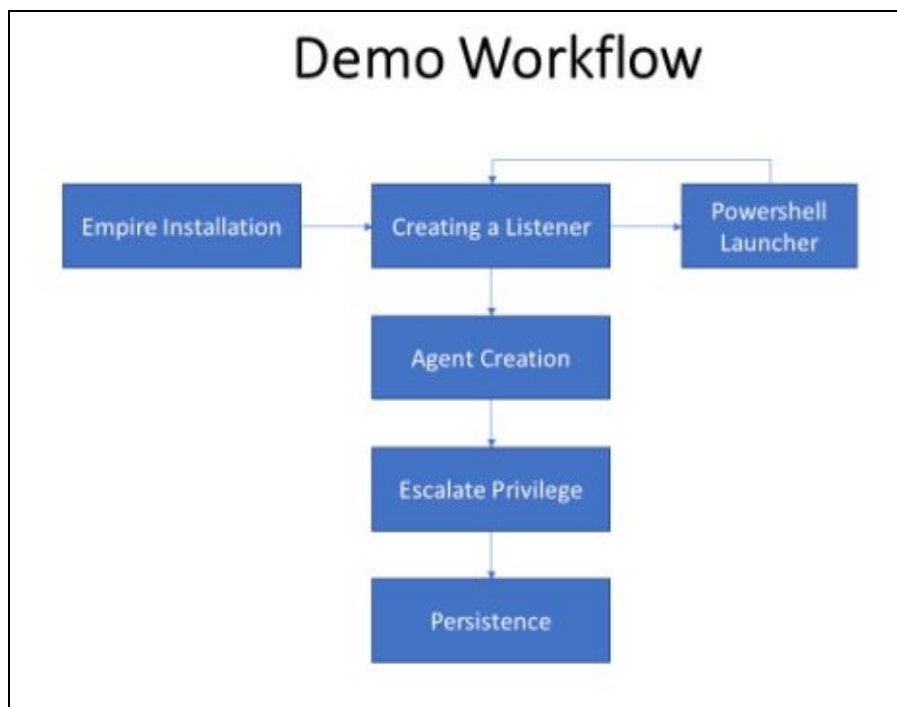 Demo Workflow
Empire Installation
Creating a Listener
Powershell
Launcher
Agent Creation
Escalate Privilege
Persistence